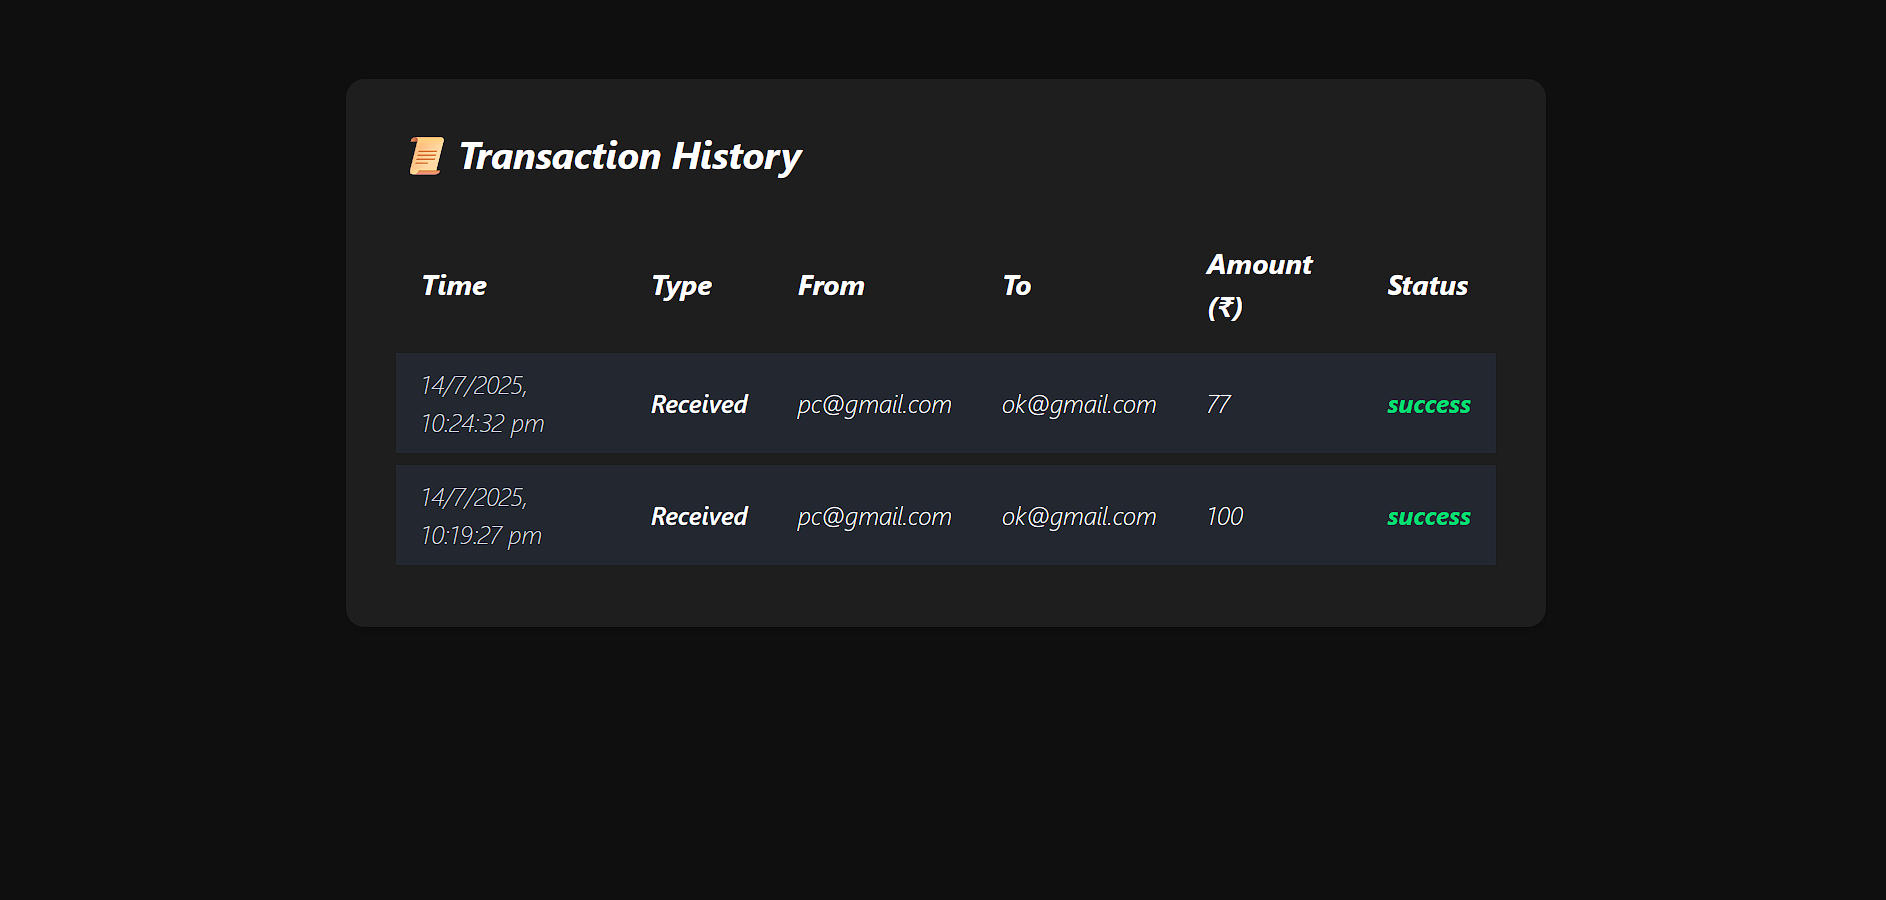 📜 Transaction History
Time Type From To Amount (₹) Status
14/7/2025, 10:24:32 pm Received pc@gmail.com ok@gmail.com 77 success
14/7/2025, 10:19:27 pm Received pc@gmail.com ok@gmail.com 100 success